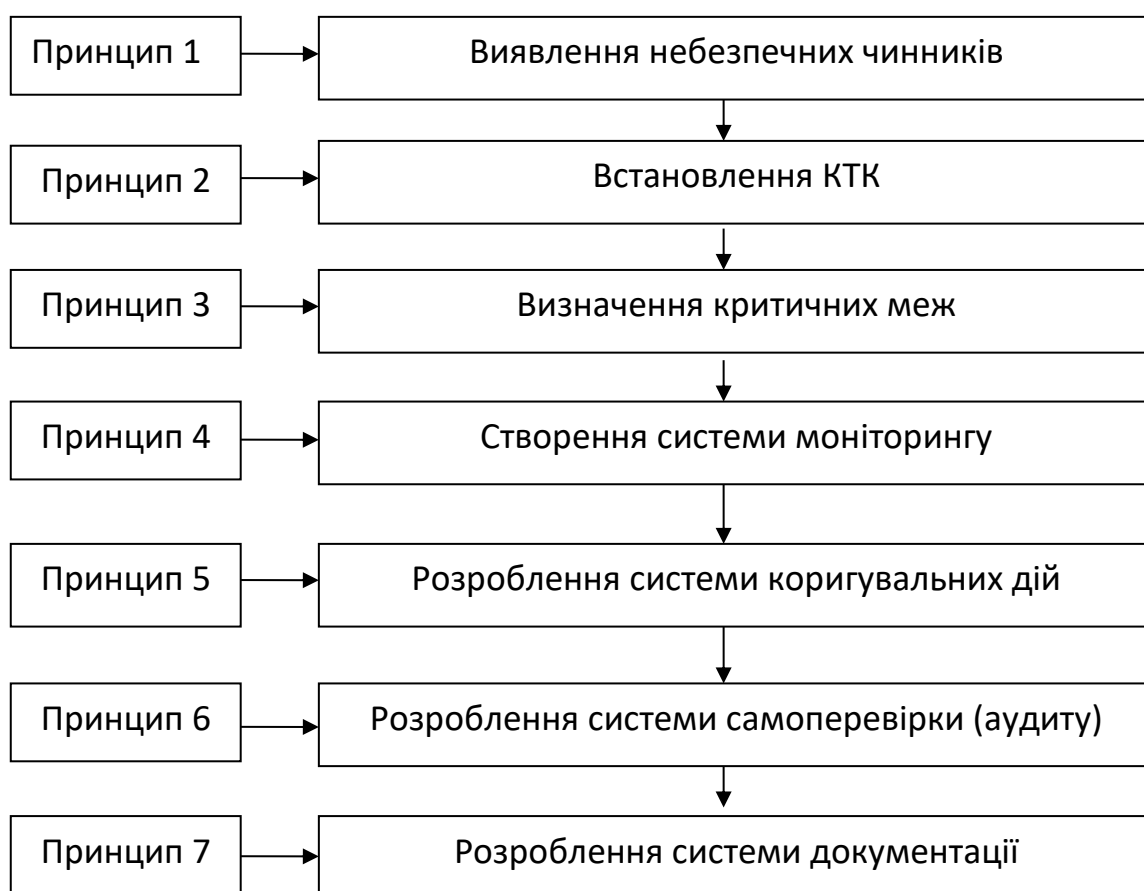 Принцип 1
Виявлення небезпечних чинників
Принцип 2
Встановлення КТК
Принцип 3
Визначення критичних меж
Принцип 4
Створення системи моніторингу
Принцип 5
Розроблення системи коригувальних дій
Принцип 6
Розроблення системи самоперевірки (аудиту)
Принцип 7
Розроблення системи документації